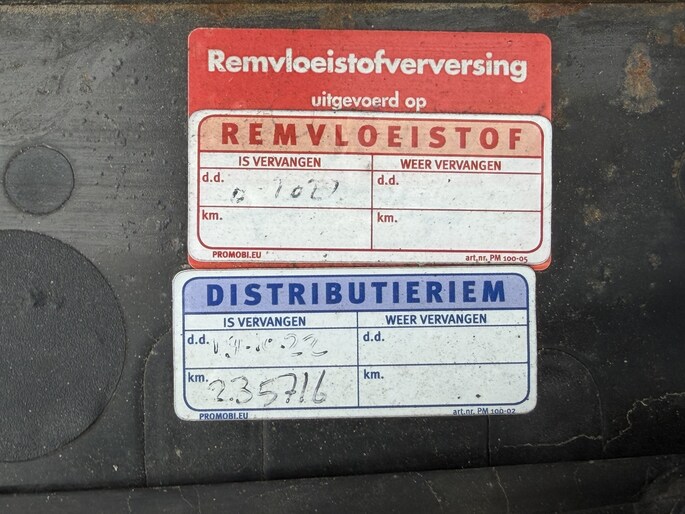 Remvloeistofverversing
uitgevoerd op
REMVLOEISTOF
IS VERVANGEN WEER VERVANGEN
d.d. d.d.
km. km.
PROMOBI.EU art.nr. PM 100-05
DISTRIBUTIERIEM
IS VERVANGEN WEER VERVANGEN
d.d. d.d.
km. 235716 km.
PROMOBI.EU art.nr. PM 100-02